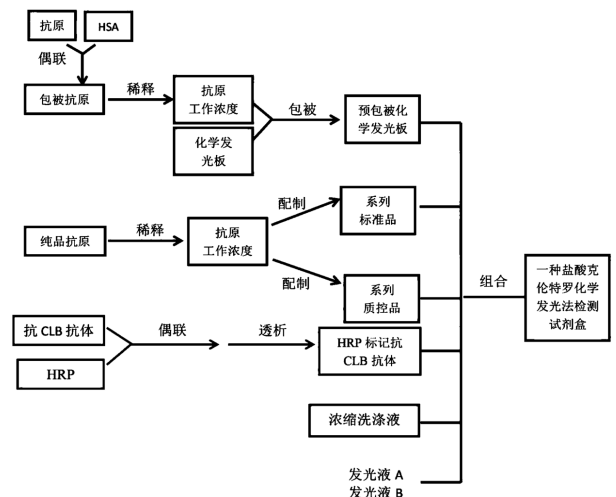 抗原
HSA
偶联
包被抗原
稀释
抗原
工作浓度
化学发
光板
包被
预包被化
学发光板
纯品抗原
稀释
抗原
工作浓度
配制
系列
标准品
配制
系列
质控品
组合
一种盐酸克
伦特罗化学
发光法检测
试剂盒
抗 CLB 抗体
HRP
偶联
透析
HRP 标记抗
CLB 抗体
浓缩洗涤液
发光液 A
发光液 B